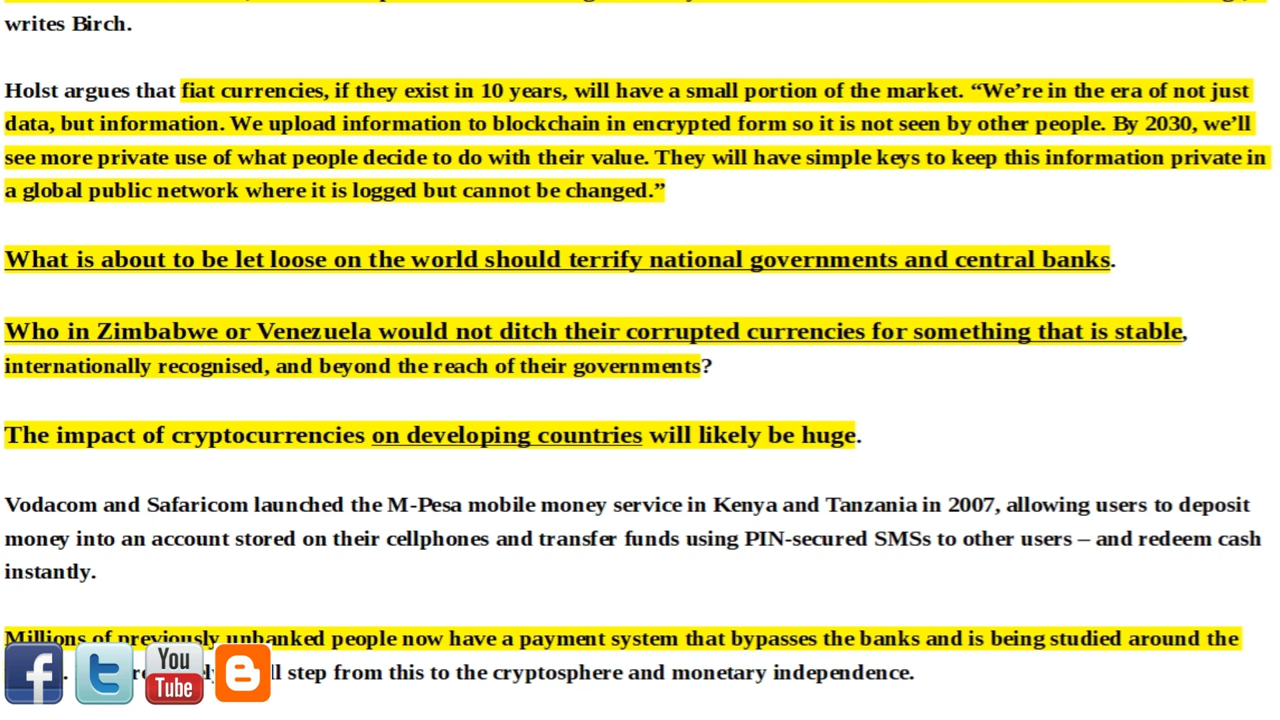 writes Birch.
Holst argues that fiat currencies, if they exist in 10 years, will have a small portion of the market. “We’re in the era of not just
data, but information. We upload information to blockchain in encrypted form so it is not seen by other people. By 2030, we’ll
see more private use of what people decide to do with their value. They will have simple keys to keep this information private in
a global public network where it is logged but cannot be changed.”
What is about to be let loose on the world should terrify national governments and central banks.
Who in Zimbabwe or Venezuela would not ditch their corrupted currencies for something that is stable,
internationally recognised, and beyond the reach of their governments?
The impact of cryptocurrencies on developing countries will likely be huge.
Vodacom and Safaricom launched the M-Pesa mobile money service in Kenya and Tanzania in 2007, allowing users to deposit
money into an account stored on their cellphones and transfer funds using PIN-secured SMSs to other users – and redeem cash
instantly.
Millions of previously unbanked people now have a payment system that bypasses the banks and is being studied around the
step from this to the cryptosphere and monetary independence.
You
Tube